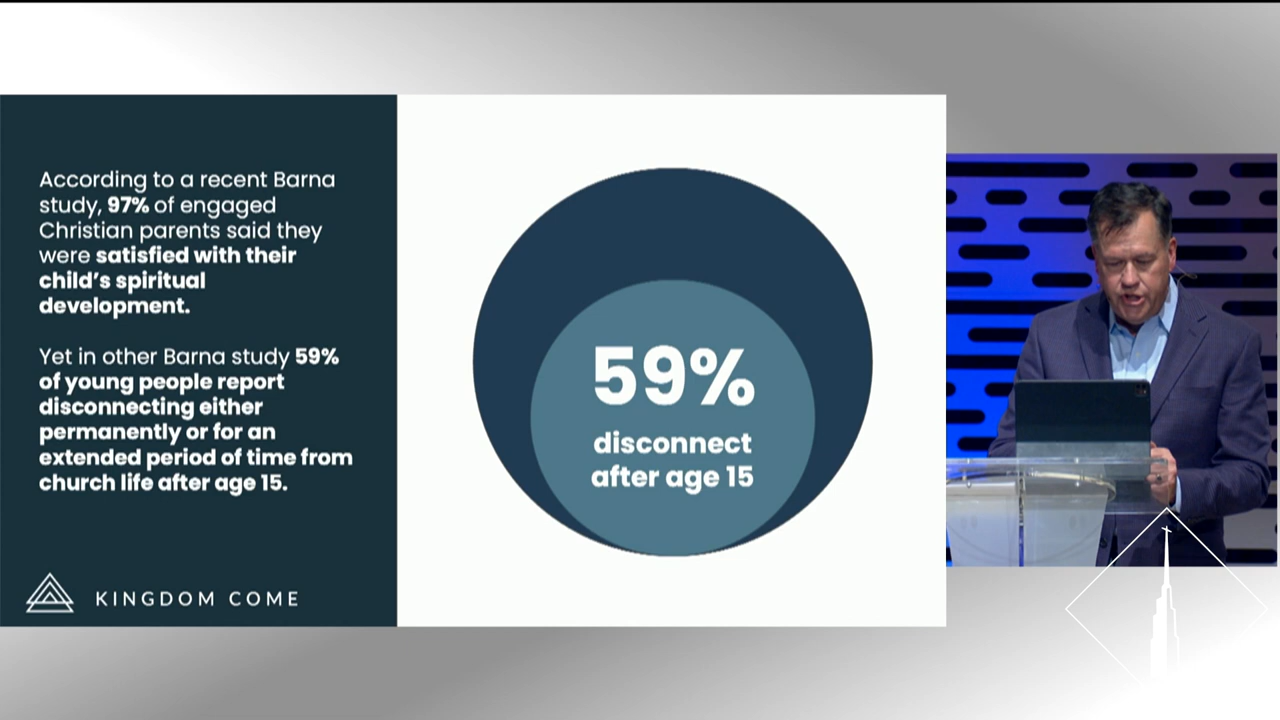 According to a recent Barna
study, 97% of engaged
Christian parents said they
were satisfied with their
child's spiritual
development.
Yet in other Barna study 59%
of young people report
disconnecting either
permanently or for an
extended period of time from
church life after age 15.
KINGDOM COME
59%
disconnect
after age 15